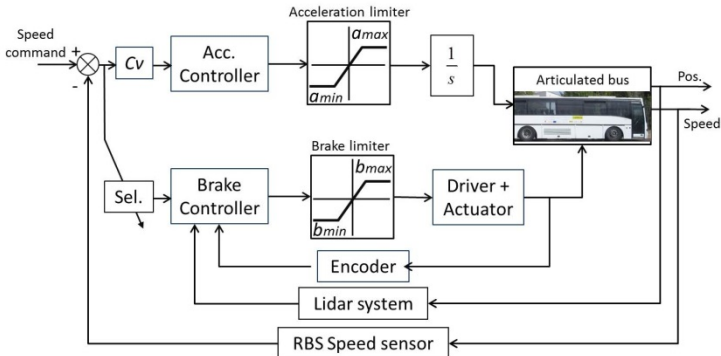 Speed
command
+
-
Cv
Acc.
Controller
Acceleration limiter
amax
amin
1
s
Articulated bus
Pos.
Speed
Sel.
Brake
Controller
Brake limiter
bmax
bmin
Driver +
Actuator
Encoder
Lidar system
RBS Speed sensor